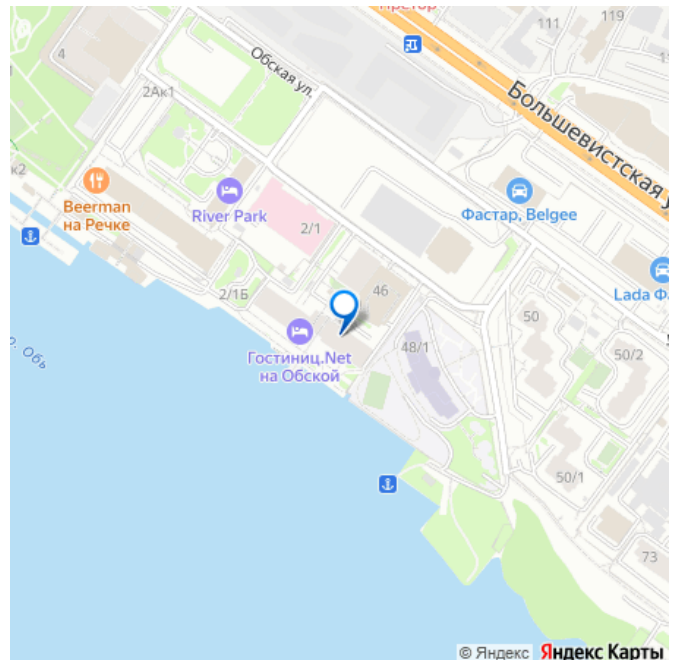 111
119
4
Обская ул.
2Ак1
Большевистская у
Beerman
на Речке
River Park
Фастар, Belgee
2/1
2/1Б
46
Lada Фа
50
Гостиниц.Net
на Обской
48/1
50/2
р. Обь
50/1
73
© Яндекс Яндекс Карты